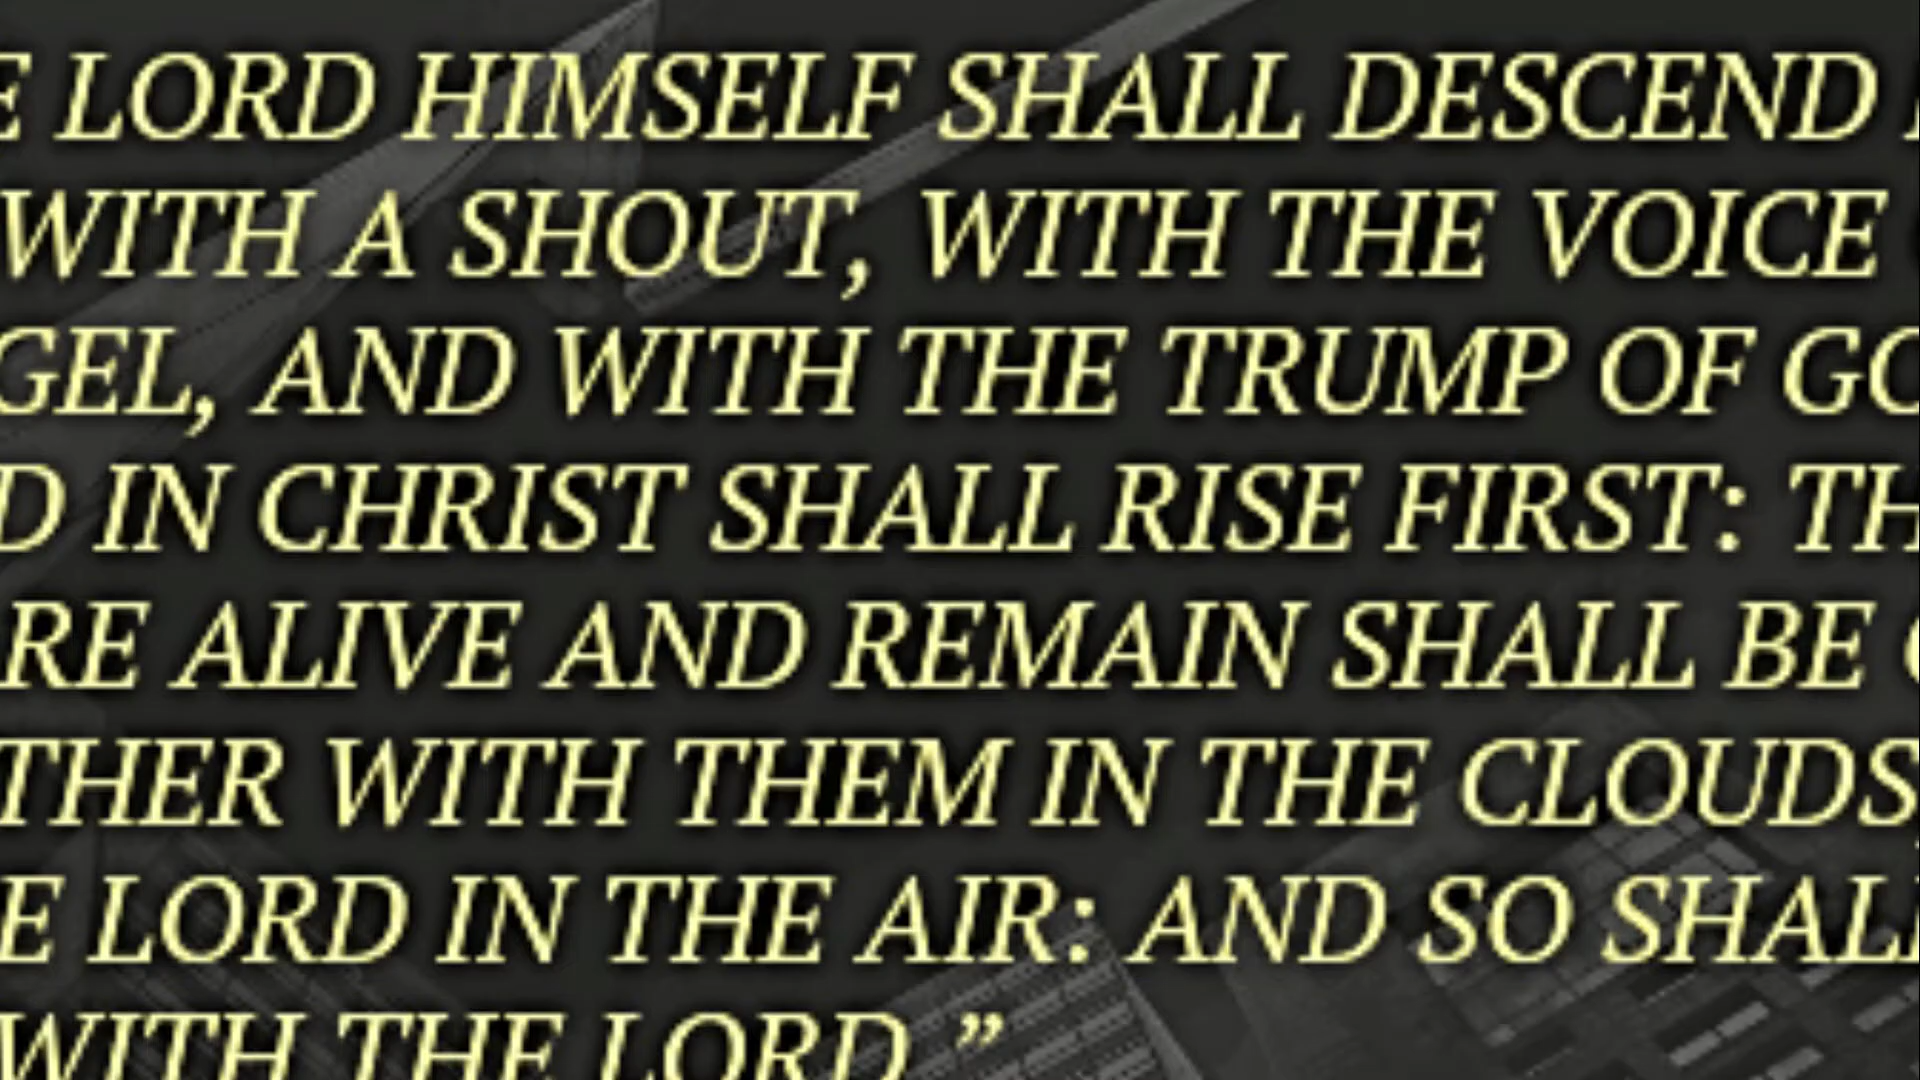 E LORD HIMSELF SHALL DESCEND
WITH A SHOUT, WITH THE VOICE
GEL, AND WITH THE TRUMP OF GO
D IN CHRIST SHALL RISE FIRST: TH
RE ALIVE AND REMAIN SHALL BE
THER WITH THEM IN THE CLOUDS,
E LORD IN THE AIR: AND SO SHALL
WITH THE LORD ”